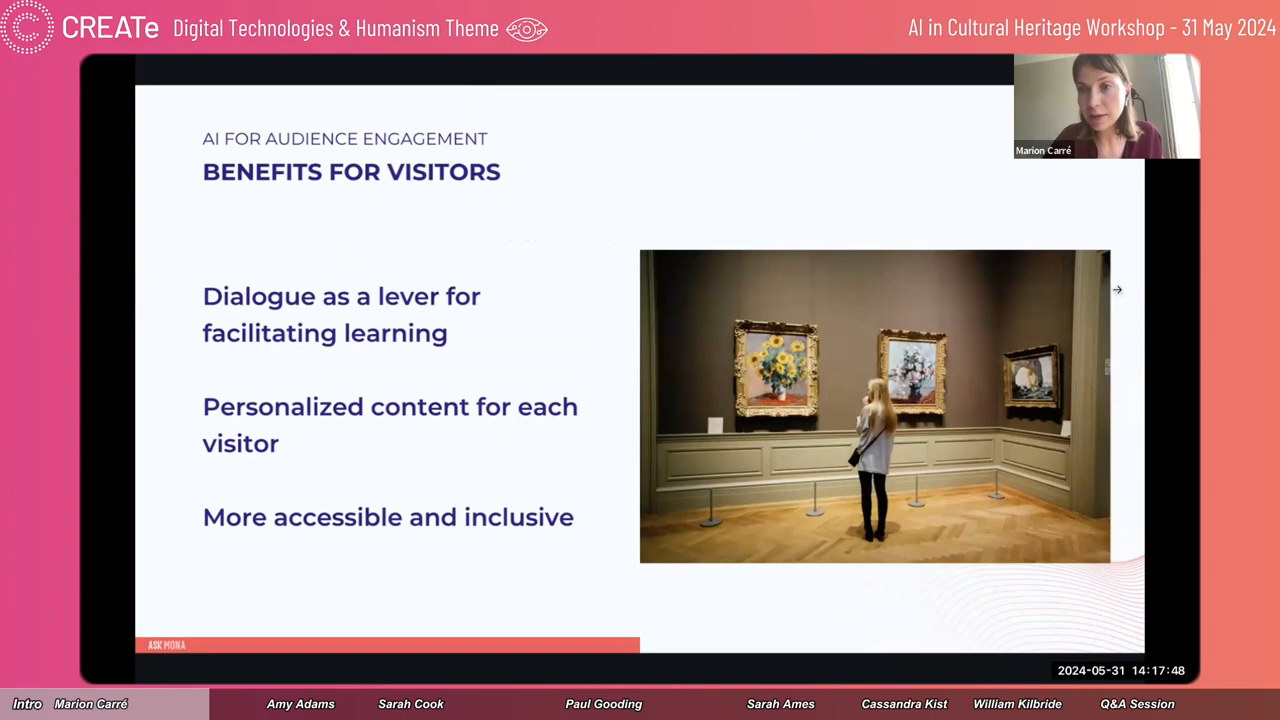 CREATe Digital Technologies & Humanism Theme
AI in Cultural Heritage Workshop - 31 May 2024
Marion Carré
AI FOR AUDIENCE ENGAGEMENT
BENEFITS FOR VISITORS
Dialogue as a lever for
facilitating learning
Personalized content for each
visitor
More accessible and inclusive
ASK MONA
2024-05-31 14:17:48
Intro Marion Carré Amy Adams Sarah Cook Paul Gooding Sarah Ames Cassandra Kist William Kilbride Q&A Session